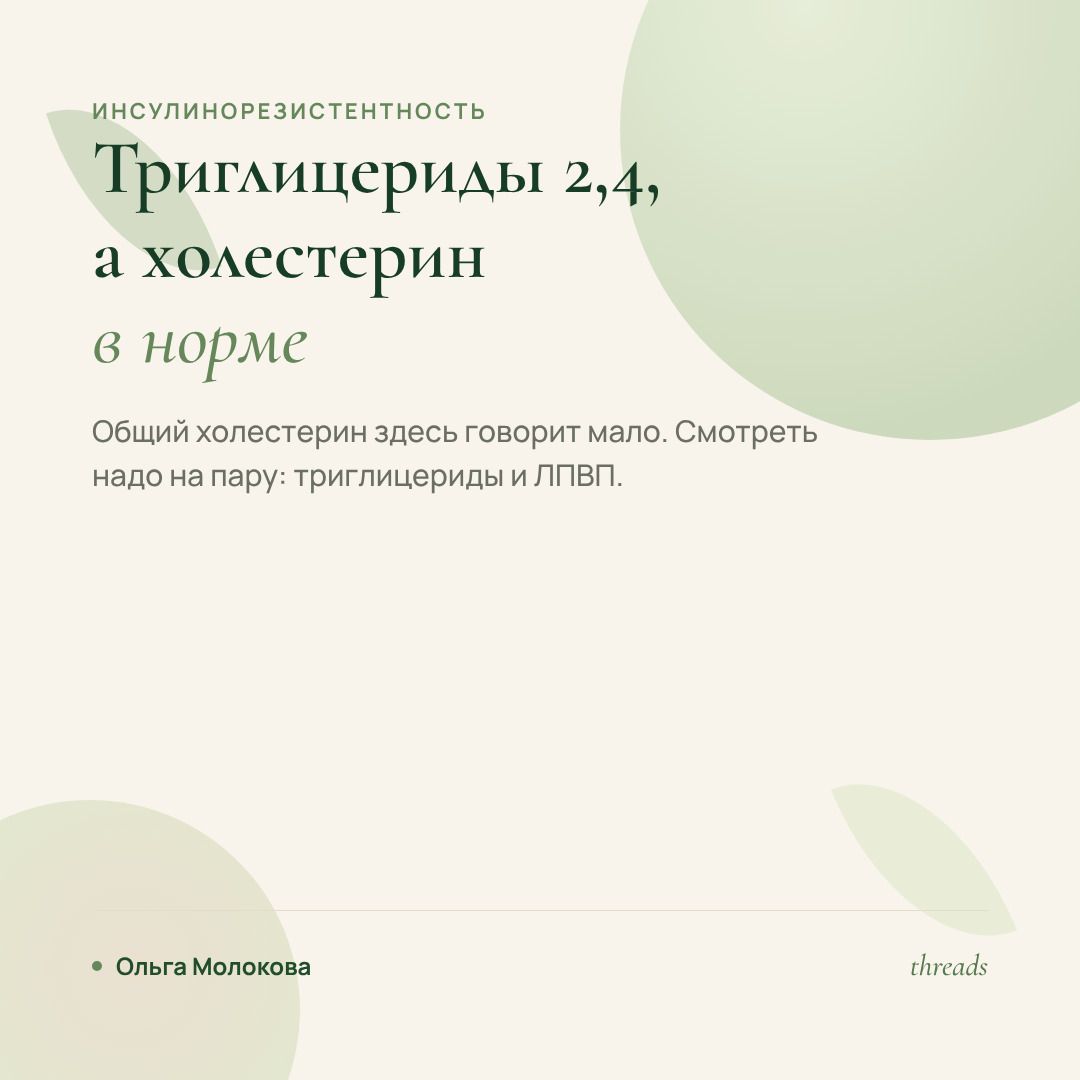 ИНСУЛИНОРЕЗИСТЕНТНОСТЬ
Триглицериды 2,4,
а холестерин
в норме
Общий холестерин здесь говорит мало. Смотреть
надо на пару: триглицериды и ЛПВП.
Ольга Молокова
threads